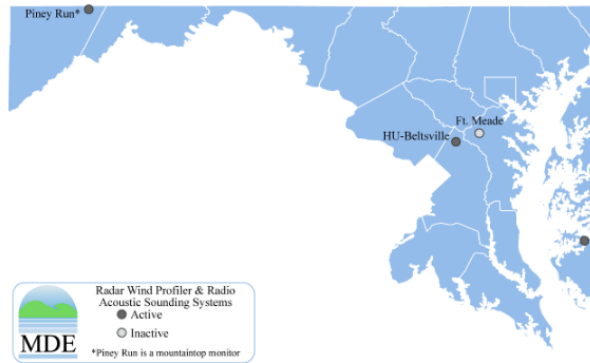 Piney Run*
Ft. Meade
HU-Beltsville
Radar Wind Profiler & Radio
Acoustic Sounding Systems
Active
Inactive
MDE
*Piney Run is a mountaintop monitor